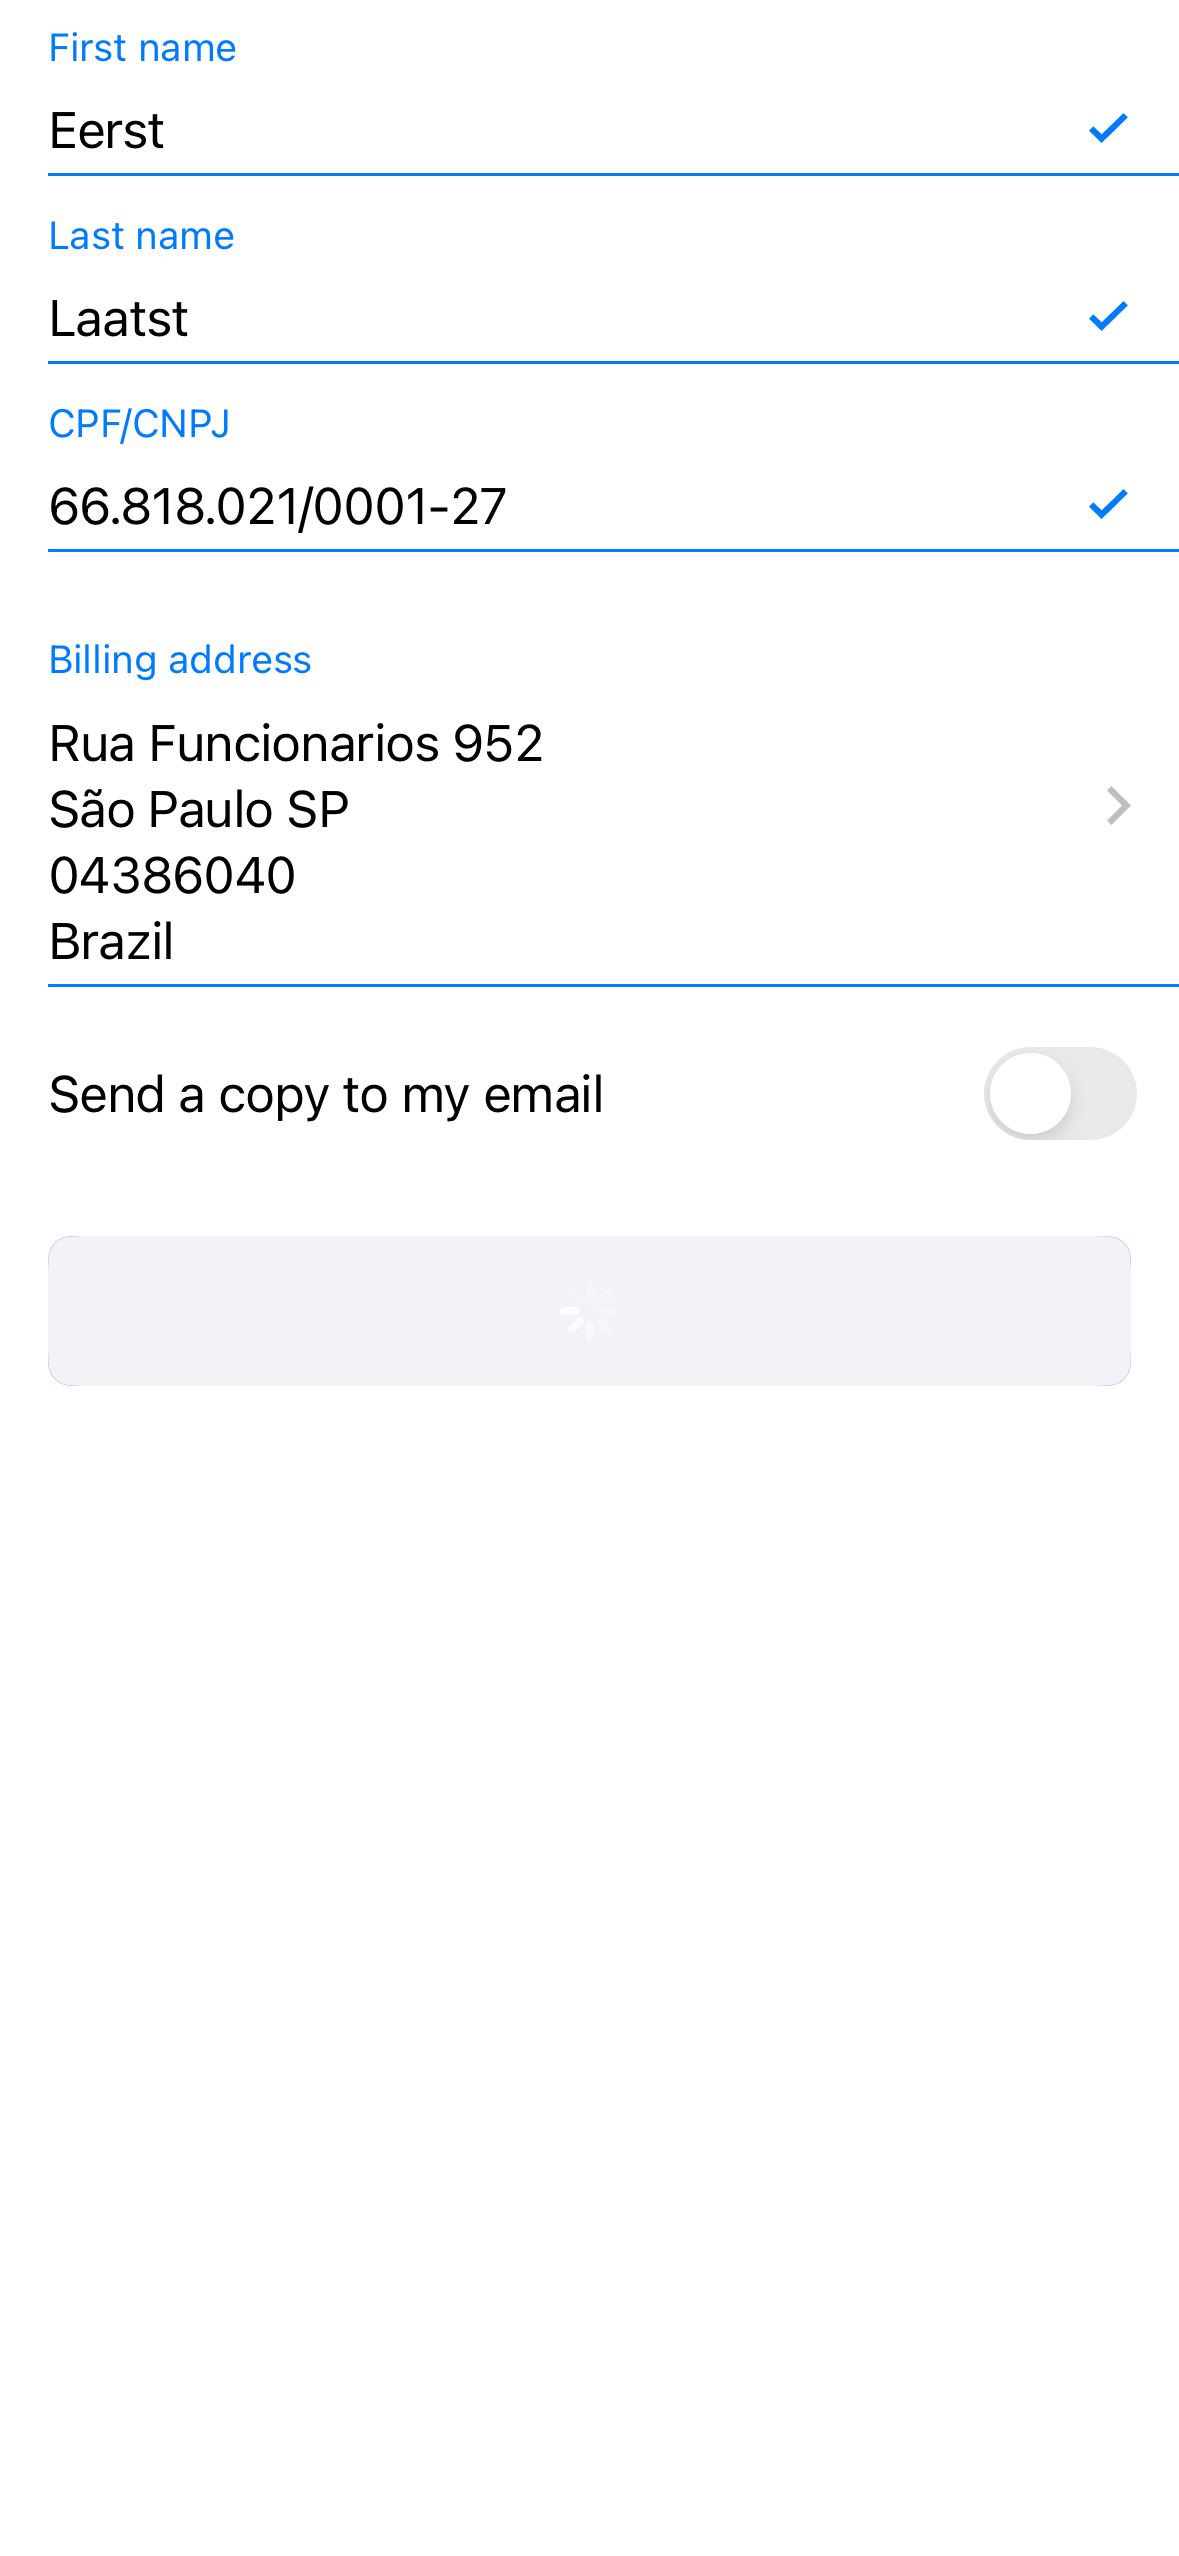 First name
Eerst
Last name
Laatst
CPF/CNPJ
66.818.021/0001-27
Billing address
Rua Funcionarios 952
São Paulo SP
04386040
Brazil
Send a copy to my email